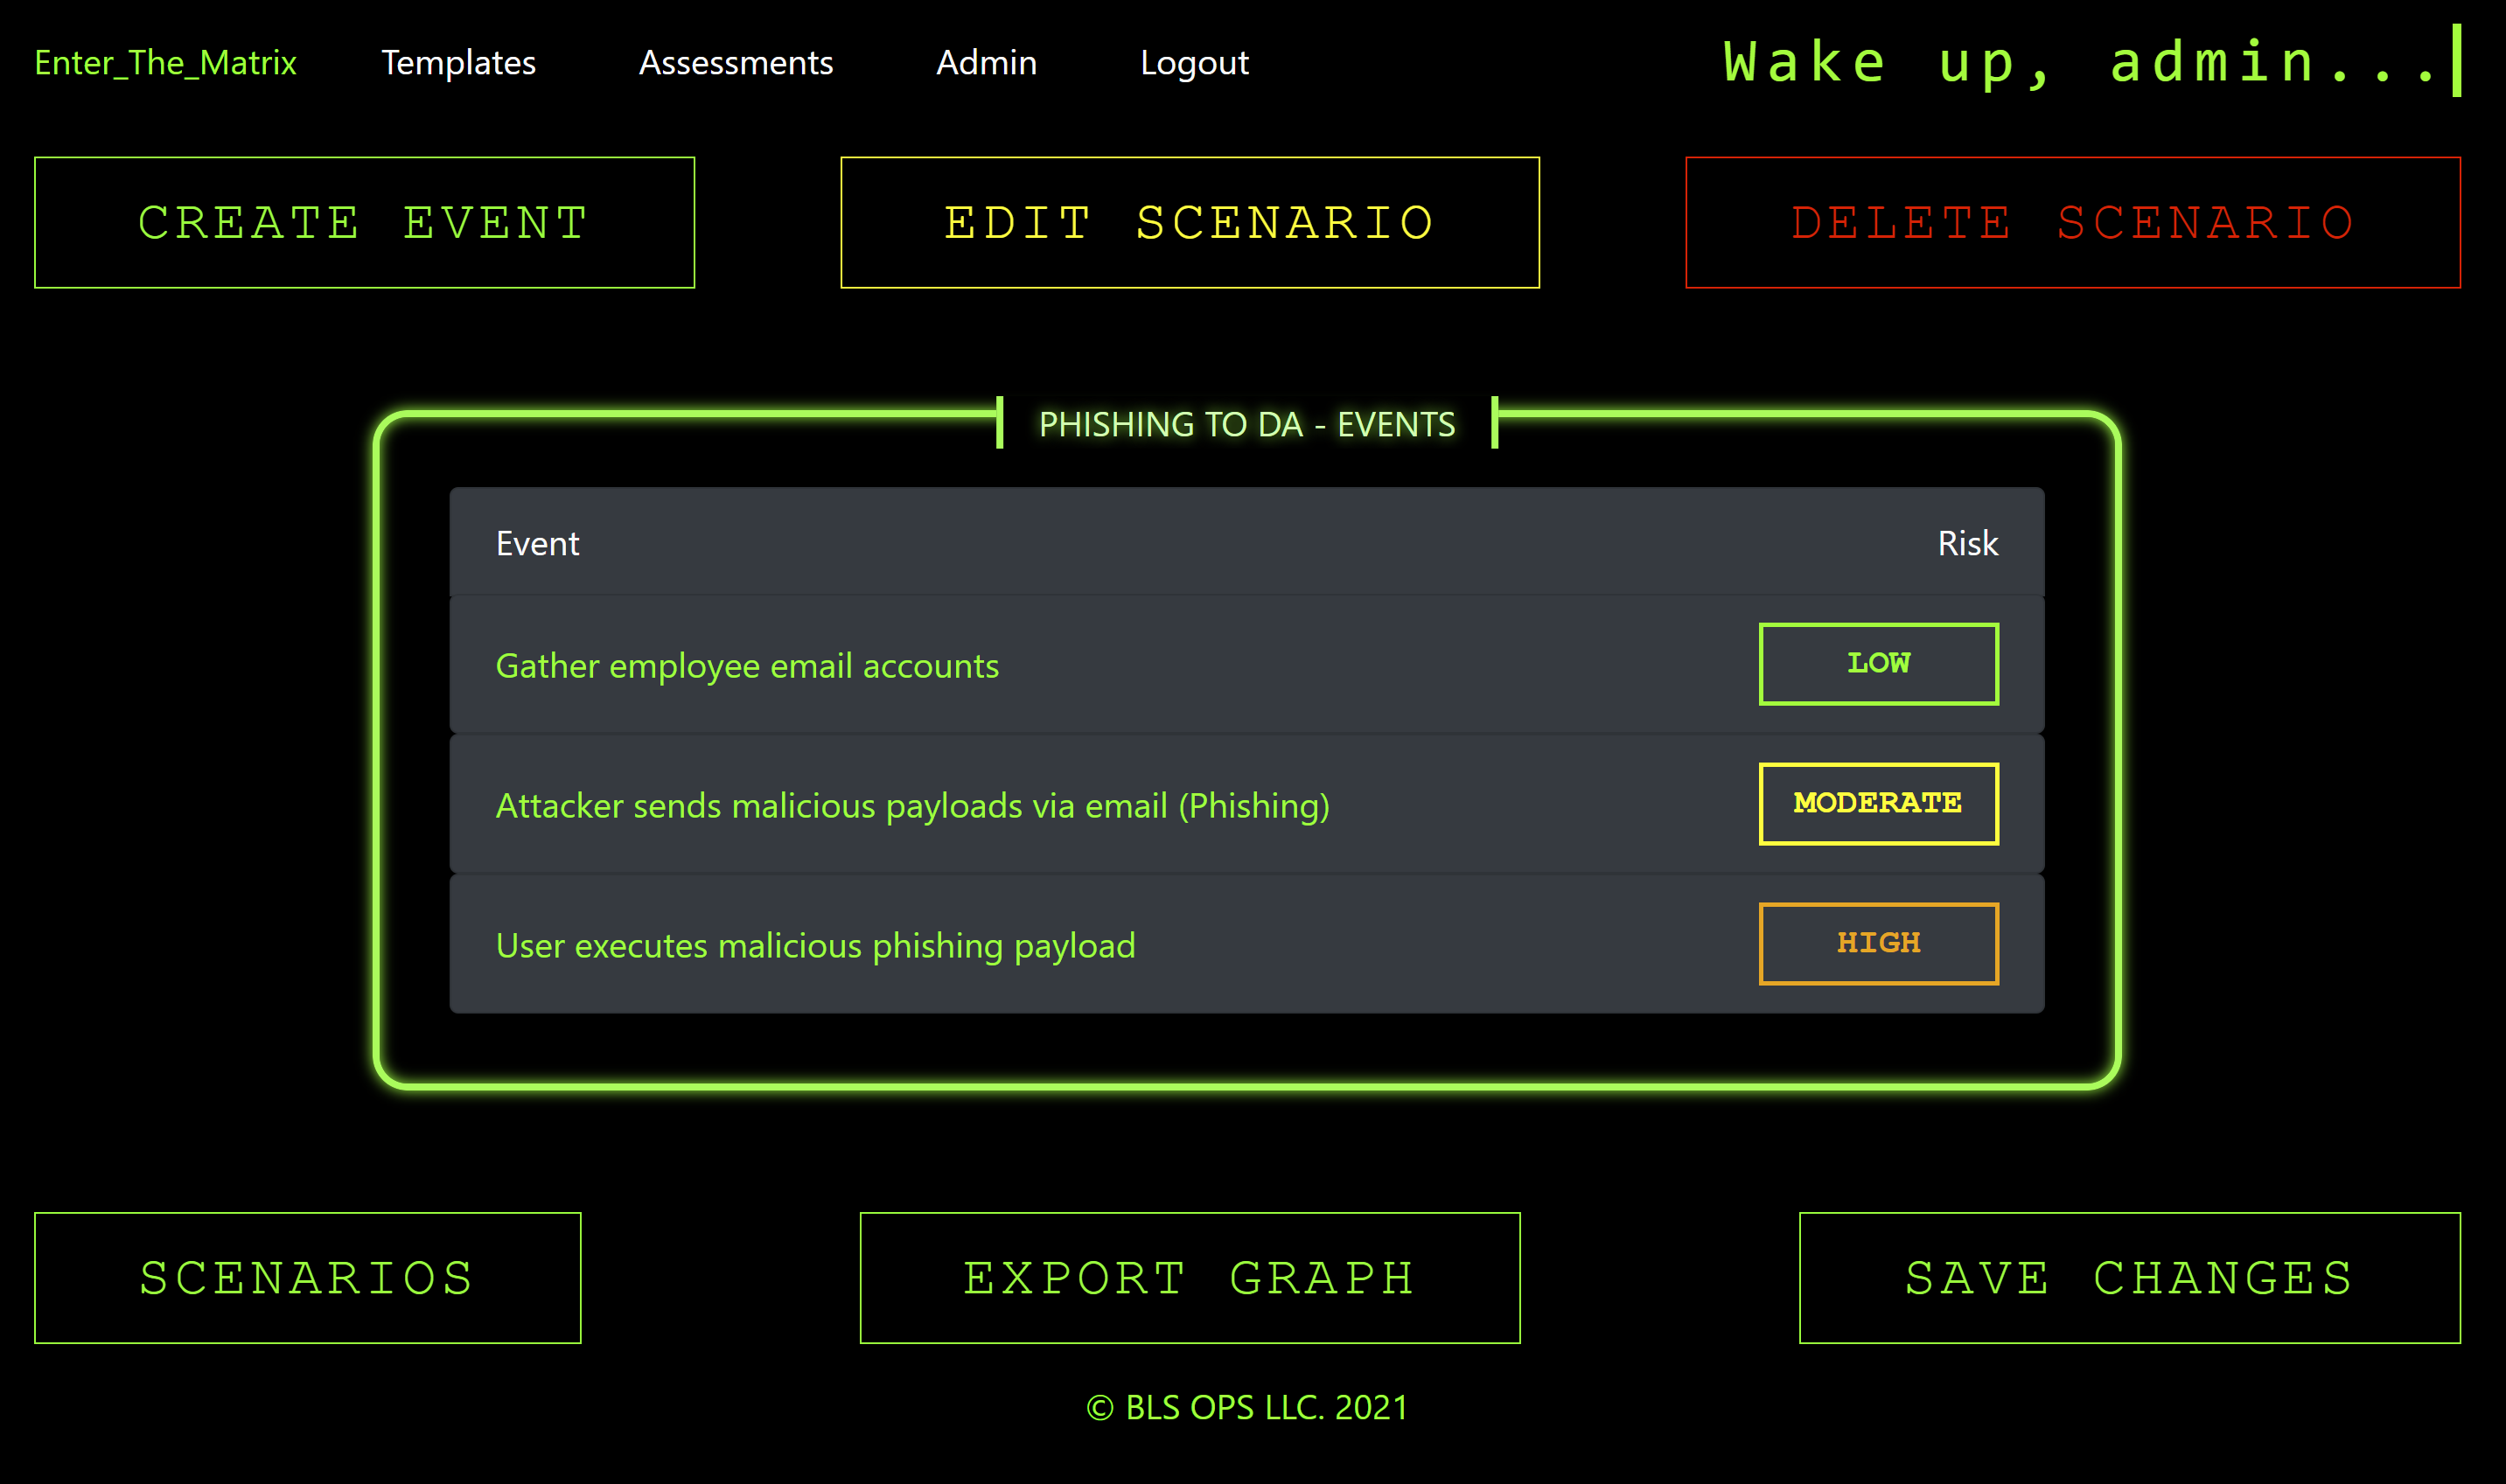 Enter_The_Matrix Templates Assessments Admin Logout Wake up, admin...
CREATE EVENT EDIT SCENARIO DELETE SCENARIO
PHISHING TO DA - EVENTS
Event Risk
Gather employee email accounts LOW
Attacker sends malicious payloads via email (Phishing) MODERATE
User executes malicious phishing payload HIGH
SCENARIOS EXPORT GRAPH SAVE CHANGES
© BLS OPS LLC. 2021